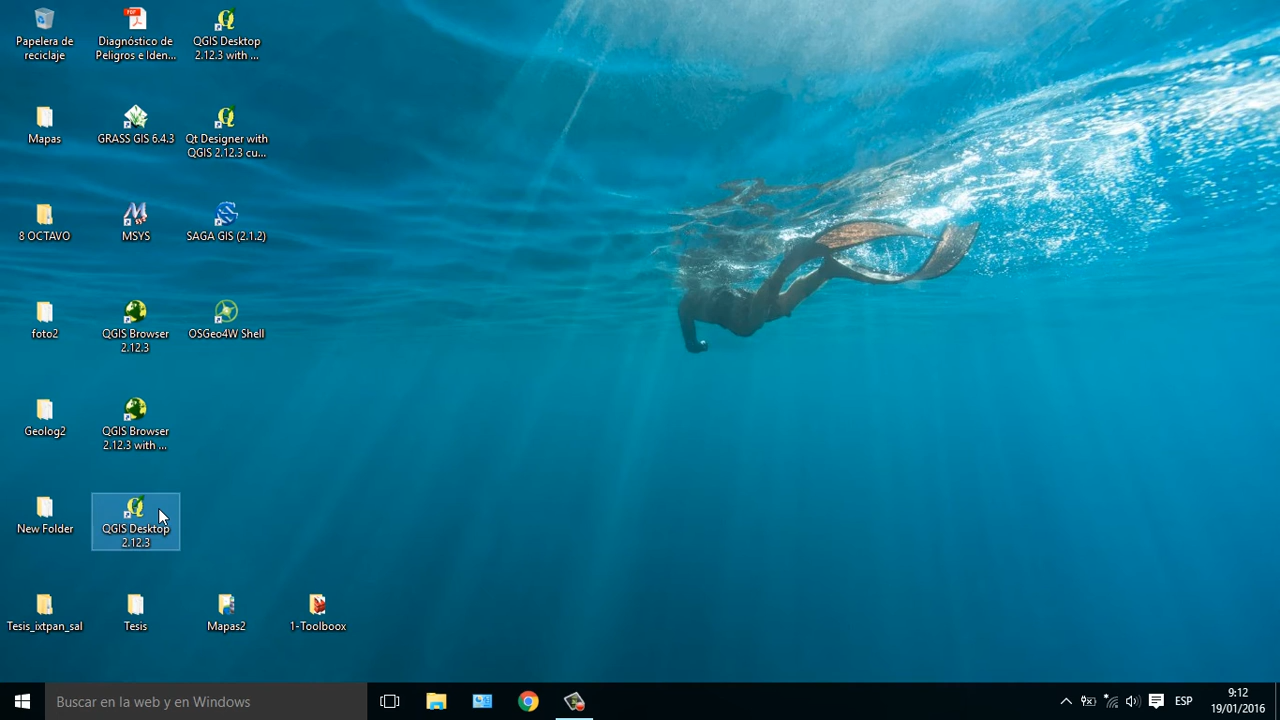 Papelera de
reciclaje
Diagnóstico de
Peligros e Iden...
QGIS Desktop
2.12.3 with ...
Mapas
GRASS GIS 6.4.3
Qt Designer with
QGIS 2.12.3 cu...
8 OCTAVO
MSYS
SAGA GIS (2.1.2)
foto2
QGIS Browser
2.12.3
OSGeo4W Shell
Geolog2
QGIS Browser
2.12.3 with ...
New Folder
QGIS Desktop
2.12.3
Tesis_ixtpan_sal
Tesis
Mapas2
1-Toolboox
Buscar en la web y en Windows
ESP
9:12
19/01/2016